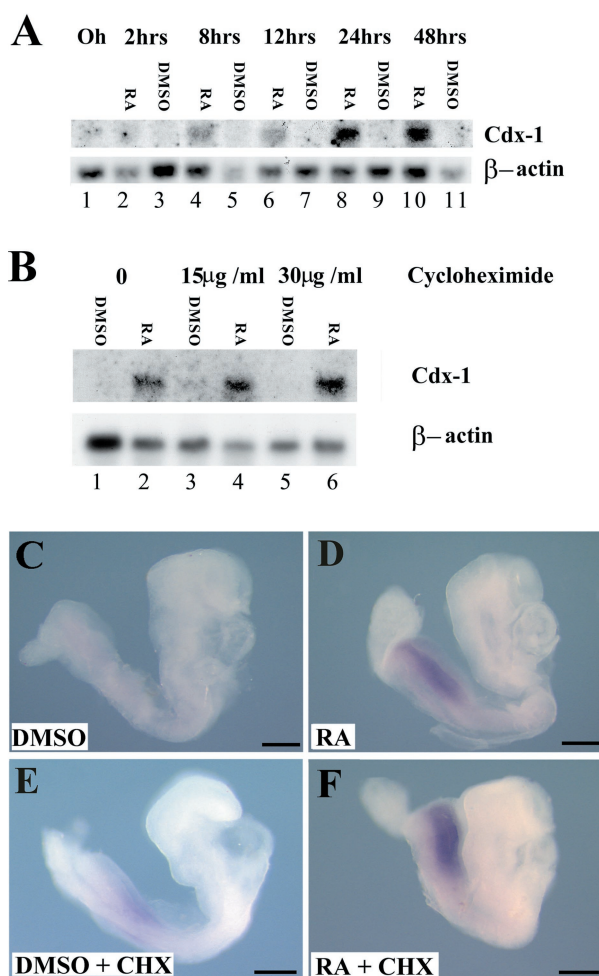 A
Oh 2hrs 8hrs 12hrs 24hrs 48hrs
RA DMSO RA DMSO RA DMSO RA DMSO RA DMSO
Cdx-1
β–actin
1 2 3 4 5 6 7 8 9 10 11
B
0 15μg /ml 30μg /ml Cycloheximide
DMSO RA DMSO RA DMSO RA
Cdx-1
β–actin
1 2 3 4 5 6
C D
DMSO RA
E F
DMSO + CHX RA + CHX